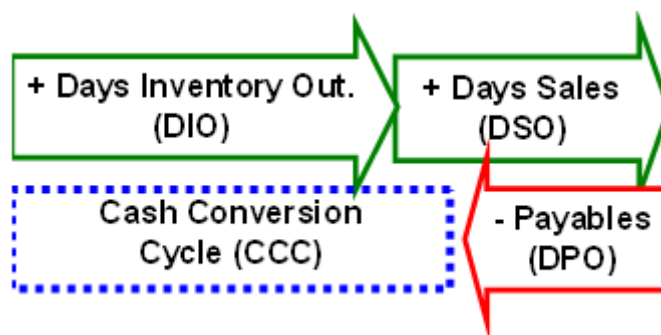 + Days Inventory Out.
(DIO)
+ Days Sales
(DSO)
Cash Conversion
Cycle (CCC)
- Payables
(DPO)